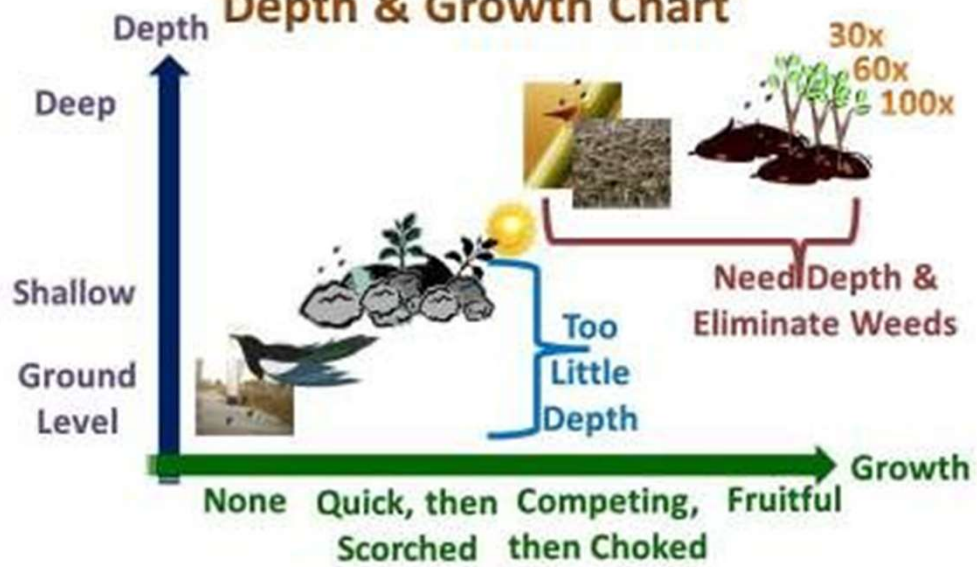 Depth & Growth Chart
Depth
Deep
Shallow
Ground
Level
30x
60x
100x
Need Depth &
Eliminate Weeds
Too
Little
Depth
Growth
None
Quick, then
Scorched
Competing,
then Choked
Fruitful